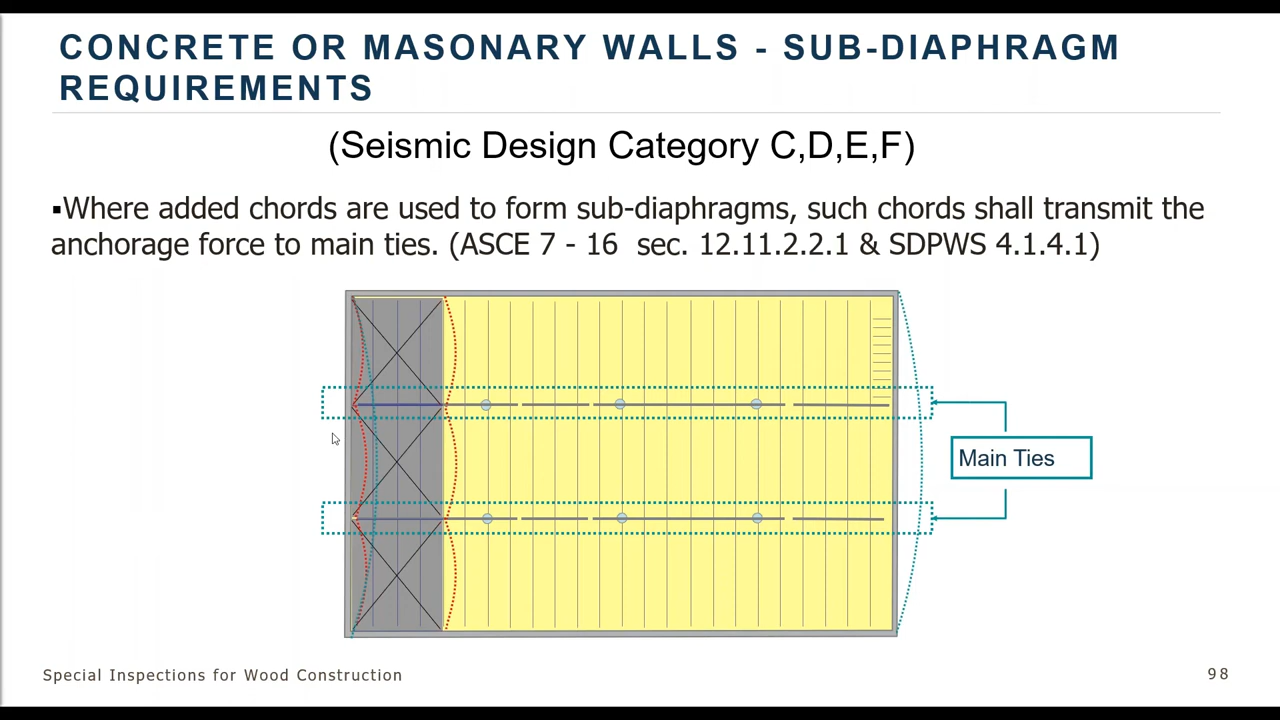 CONCRETE OR MASONARY WALLS - SUB-DIAPHRAGM
REQUIREMENTS
(Seismic Design Category C,D,E,F)
▪Where added chords are used to form sub-diaphragms, such chords shall transmit the
anchorage force to main ties. (ASCE 7 - 16 sec. 12.11.2.2.1 & SDPWS 4.1.4.1)
Main Ties
Special Inspections for Wood Construction
98